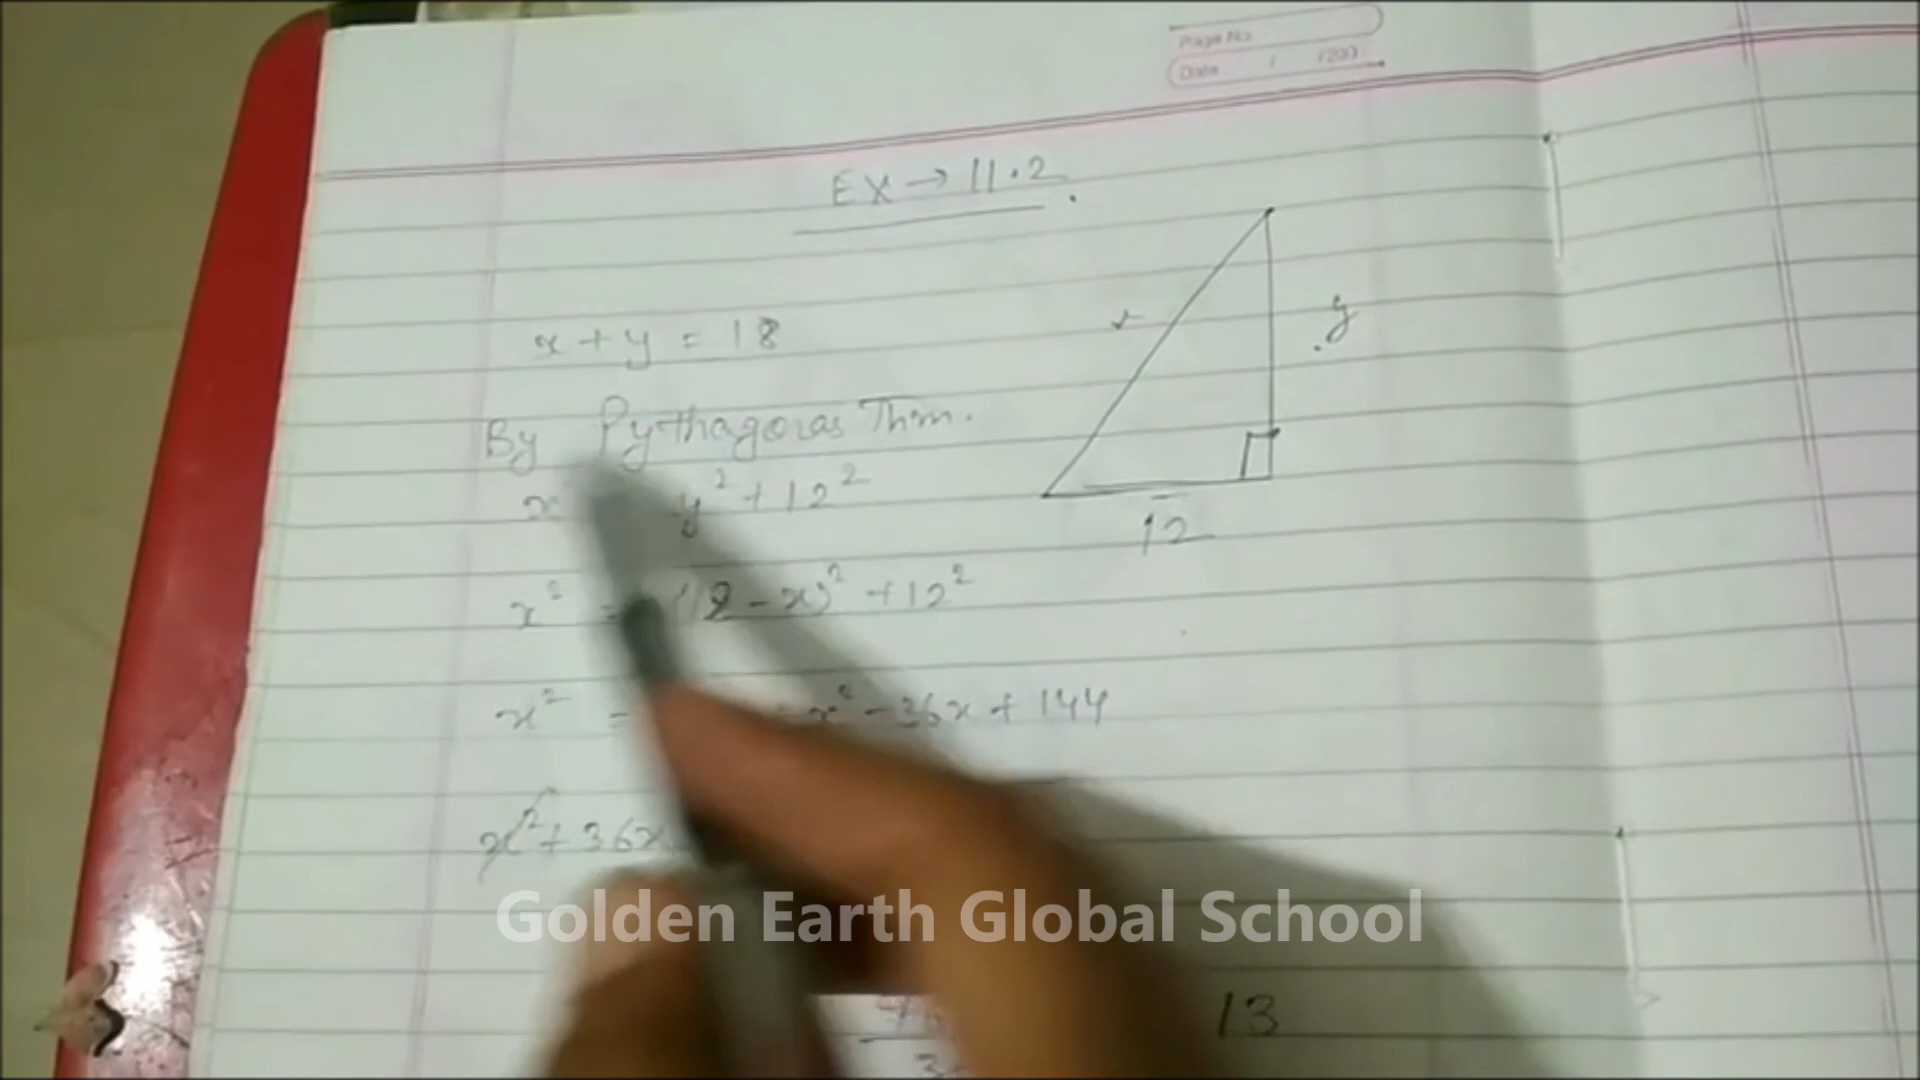 Page No
Date / /200
EX → 11.2
x + y = 18
y
By Pythagoras Thm.
x y² + 12²
12
x² = (18 - x)² + 12²
x² = x² - 36x + 144
x² + 36x
Golden Earth Global School
13